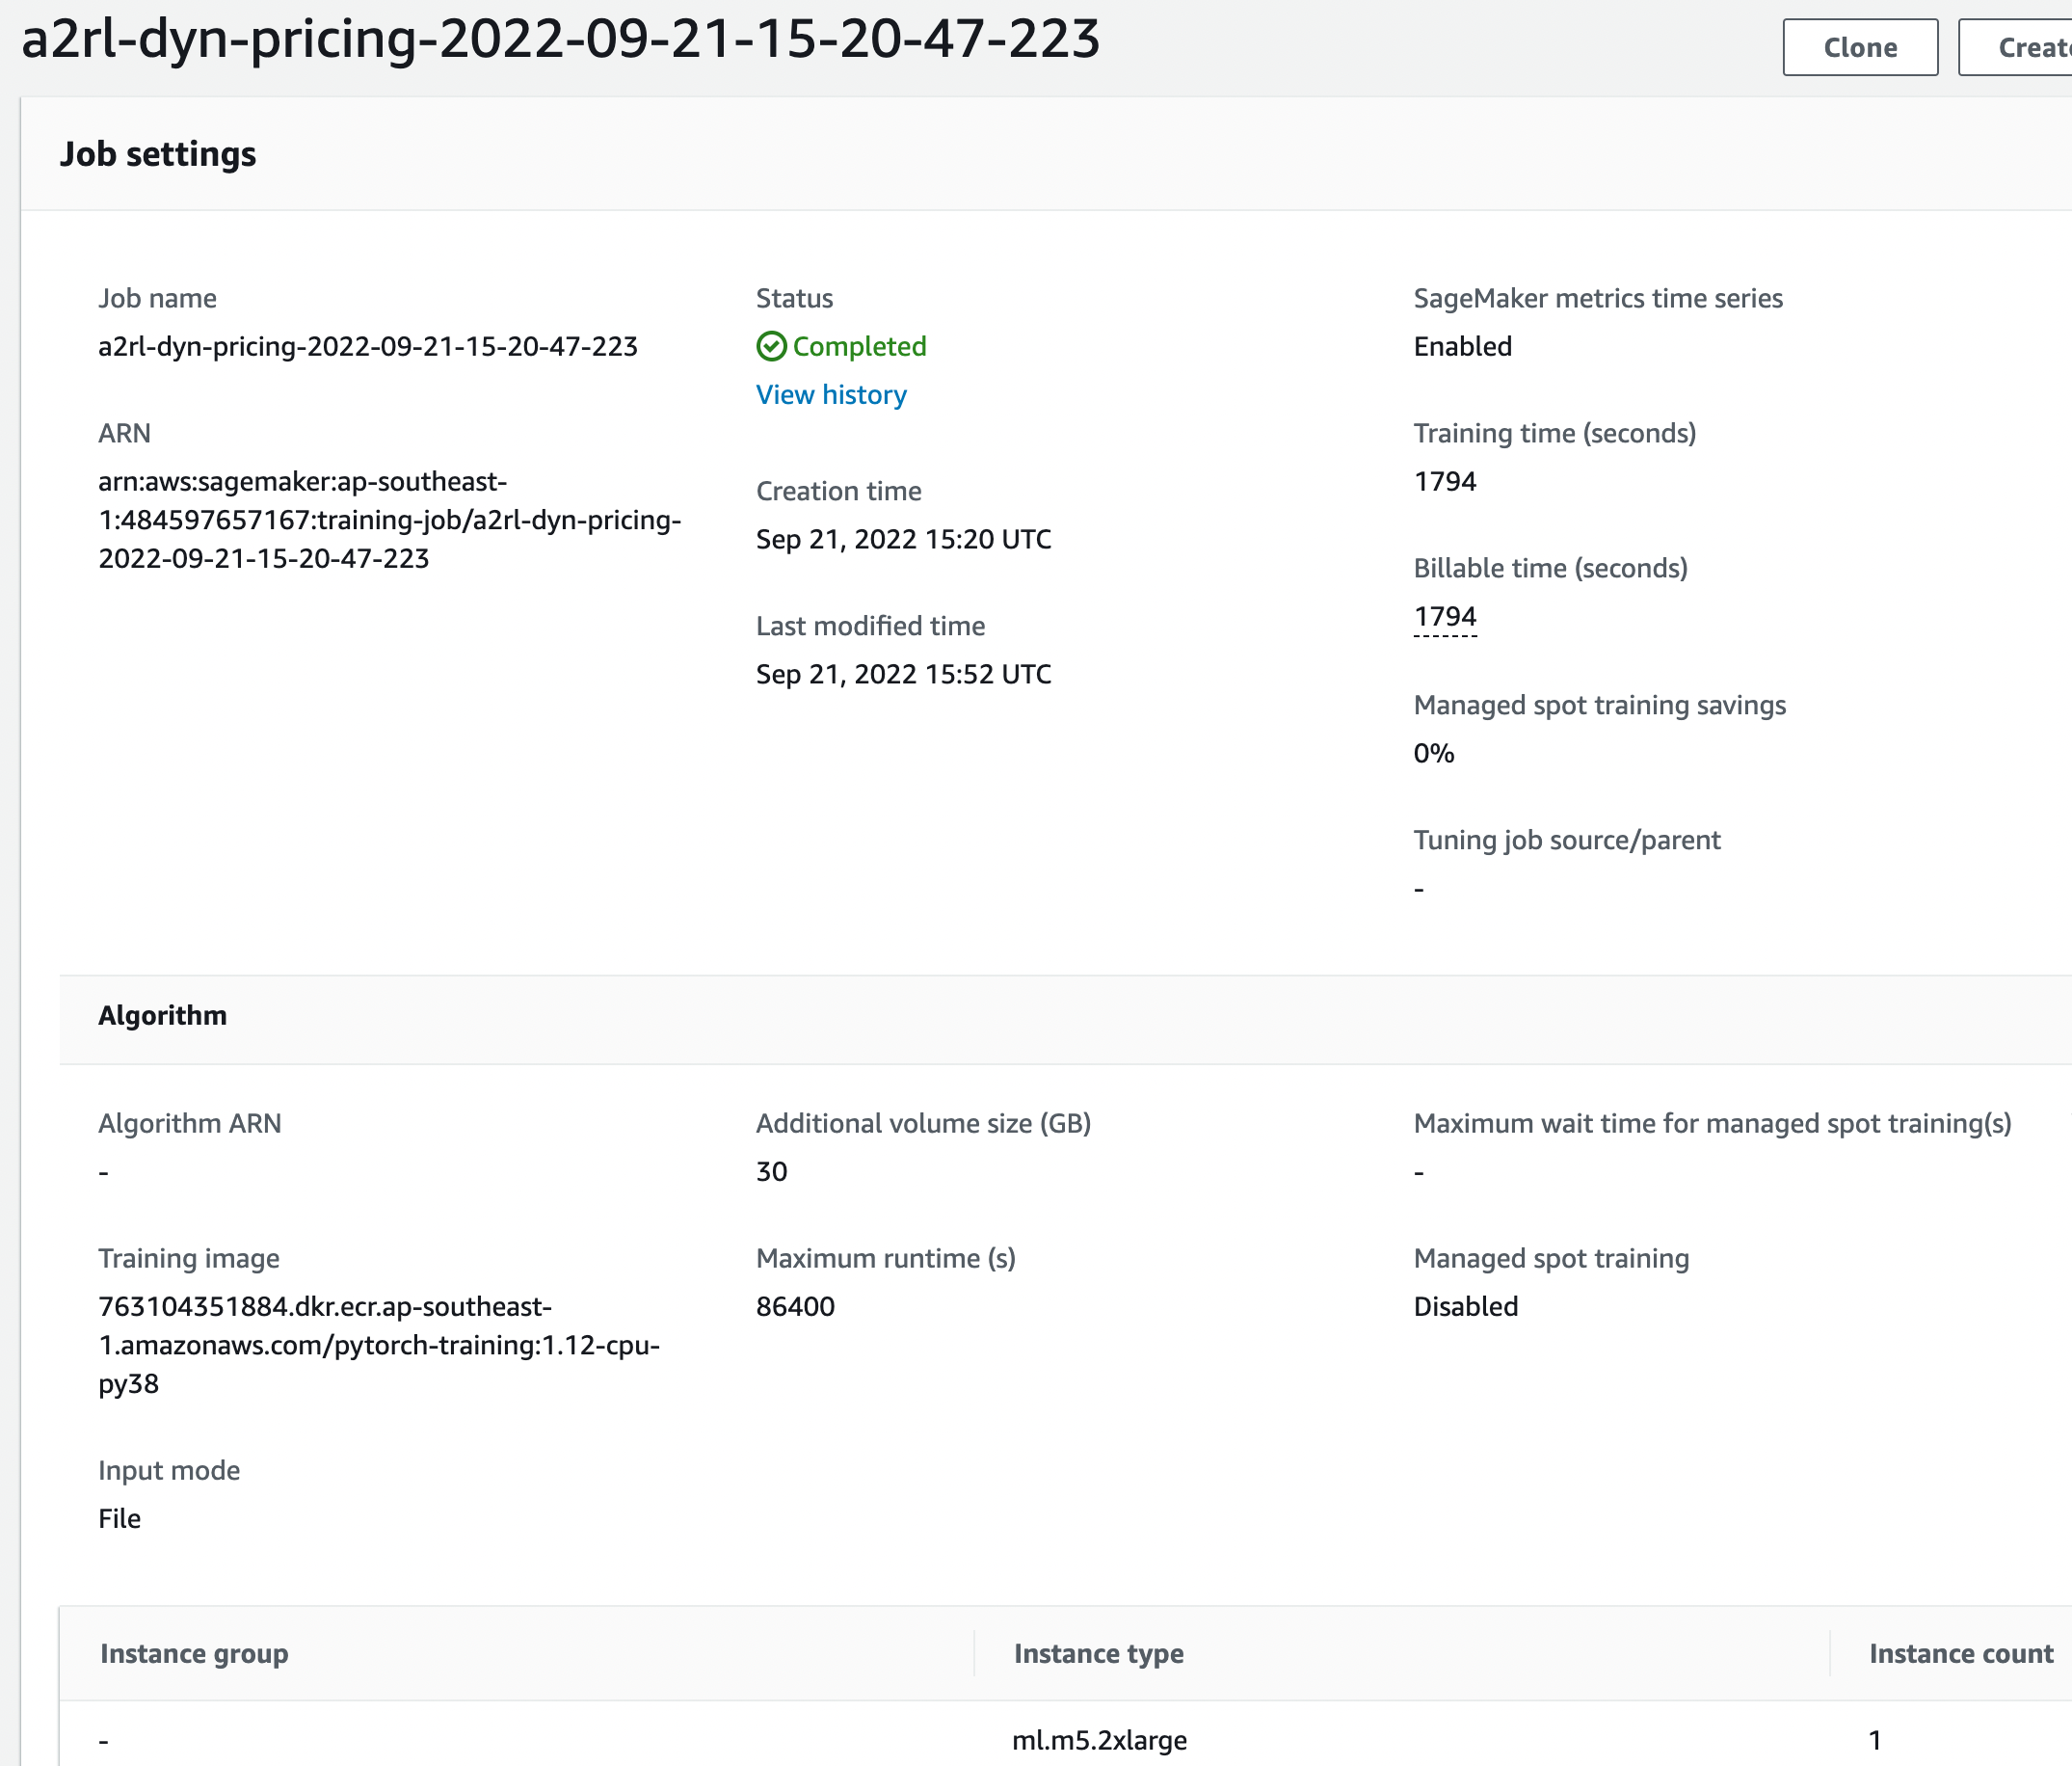 a2rl-dyn-pricing-2022-09-21-15-20-47-223
Clone
Create
Job settings
Job name
a2rl-dyn-pricing-2022-09-21-15-20-47-223
ARN
arn:aws:sagemaker:ap-southeast-
1:484597657167:training-job/a2rl-dyn-pricing-
2022-09-21-15-20-47-223
Status
Completed
View history
Creation time
Sep 21, 2022 15:20 UTC
Last modified time
Sep 21, 2022 15:52 UTC
SageMaker metrics time series
Enabled
Training time (seconds)
1794
Billable time (seconds)
1794
Managed spot training savings
0%
Tuning job source/parent
-
Algorithm
Algorithm ARN
-
Training image
763104351884.dkr.ecr.ap-southeast-
1.amazonaws.com/pytorch-training:1.12-cpu-
py38
Input mode
File
Additional volume size (GB)
30
Maximum runtime (s)
86400
Maximum wait time for managed spot training(s)
-
Managed spot training
Disabled
Instance group
Instance type
Instance count
-
ml.m5.2xlarge
1